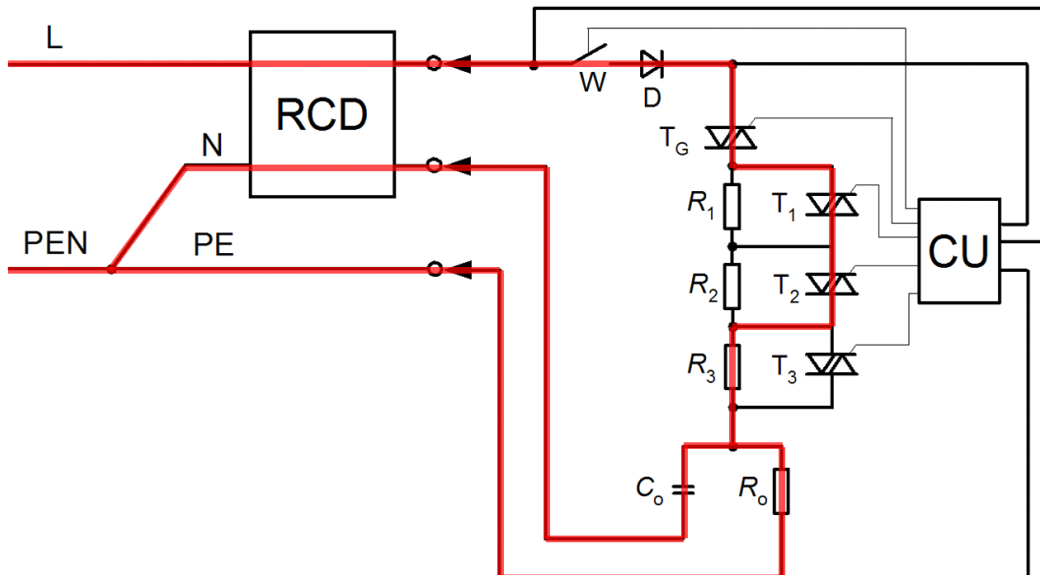 L
RCD
W
D
T_G
N
R_1
T_1
CU
PEN
PE
R_2
T_2
R_3
T_3
C_o
R_o